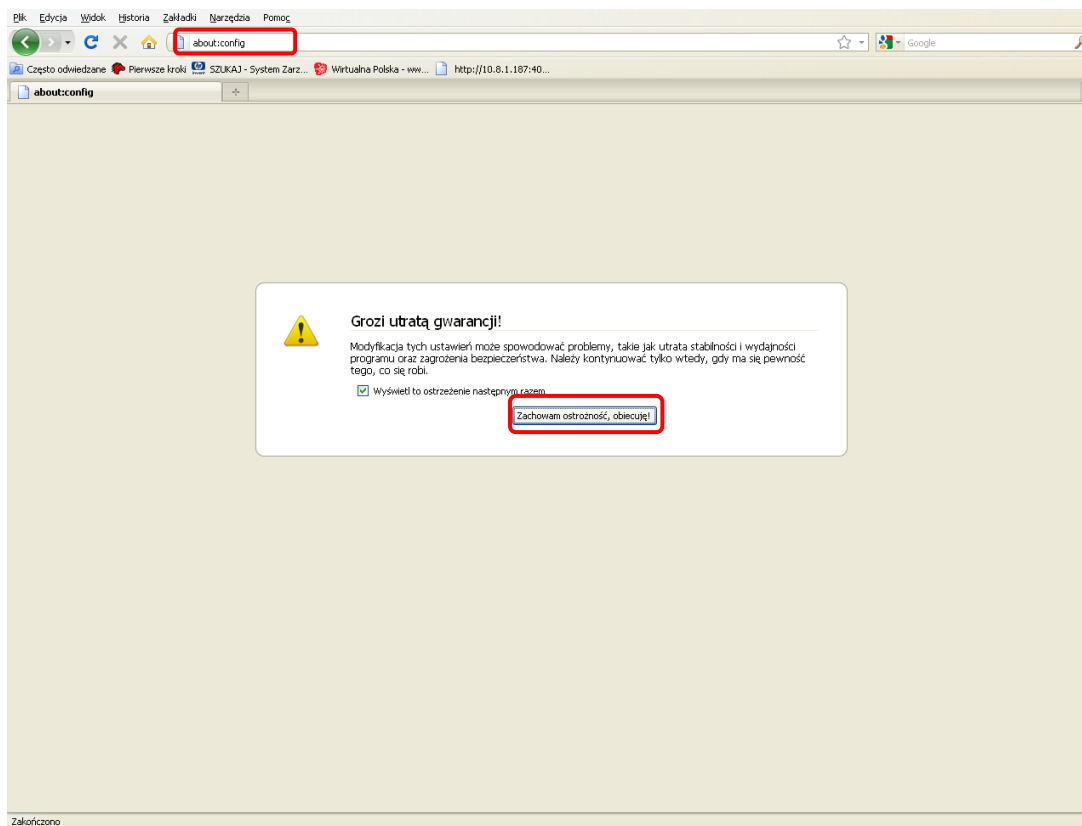 Plik Edycja Widok Historia Zakładki Narzędzia Pomoc
about:config
Google
Często odwiedzane Pierwsze kroki SZUKAJ - System Zarz... Wirtualna Polska - ww... http://10.8.1.187:40...
about:config
Grozi utratą gwarancji!
Modyfikacja tych ustawień może spowodować problemy, takie jak utrata stabilności i wydajności
programu oraz zagrożenia bezpieczeństwa. Należy kontynuować tylko wtedy, gdy ma się pewność
tego, co się robi.
Wyświetl to ostrzeżenie następnym razem
Zachowam ostrożność, obiecuję!
Zakończono